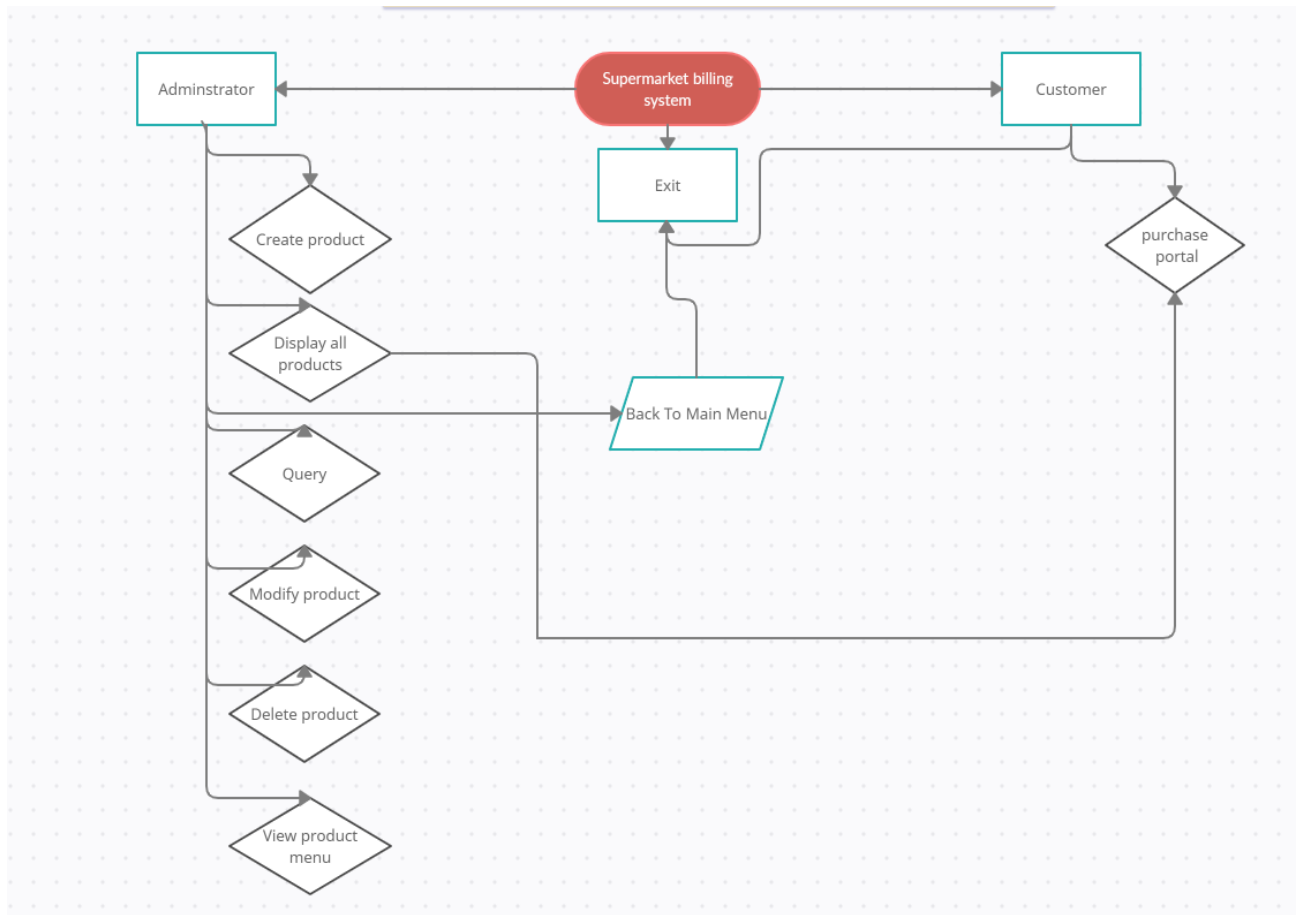 Adminstrator
Supermarket billing
system
Customer
Exit
Create product
purchase
portal
Display all
products
Back To Main Menu
Query
Modify product
Delete product
View product
menu